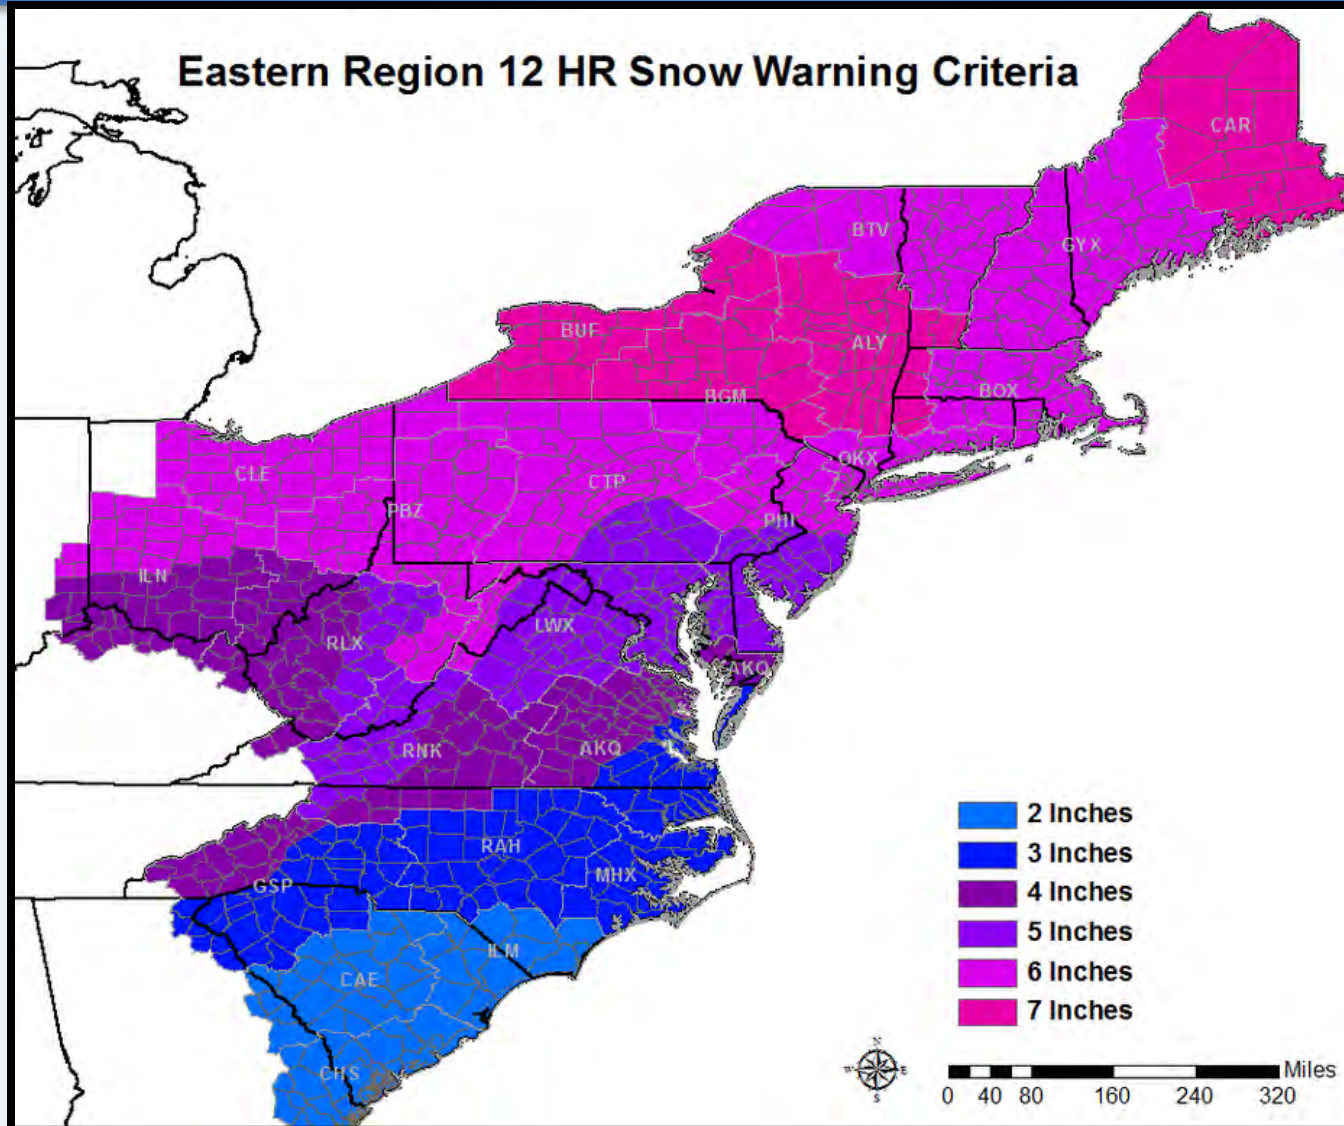 Eastern Region 12 HR Snow Warning Criteria
CAR
BTV
GYX
BUF
ALY
BOX
BGM
OKX
CLE
CTP
PBZ
PHI
ILN
RLX
LWX
AKQ
RNK
AKQ
RAH
MHX
GSP
ILM
CAE
CHS
2 Inches
3 Inches
4 Inches
5 Inches
6 Inches
7 Inches
N
W E
S
Miles
0 40 80 160 240 320